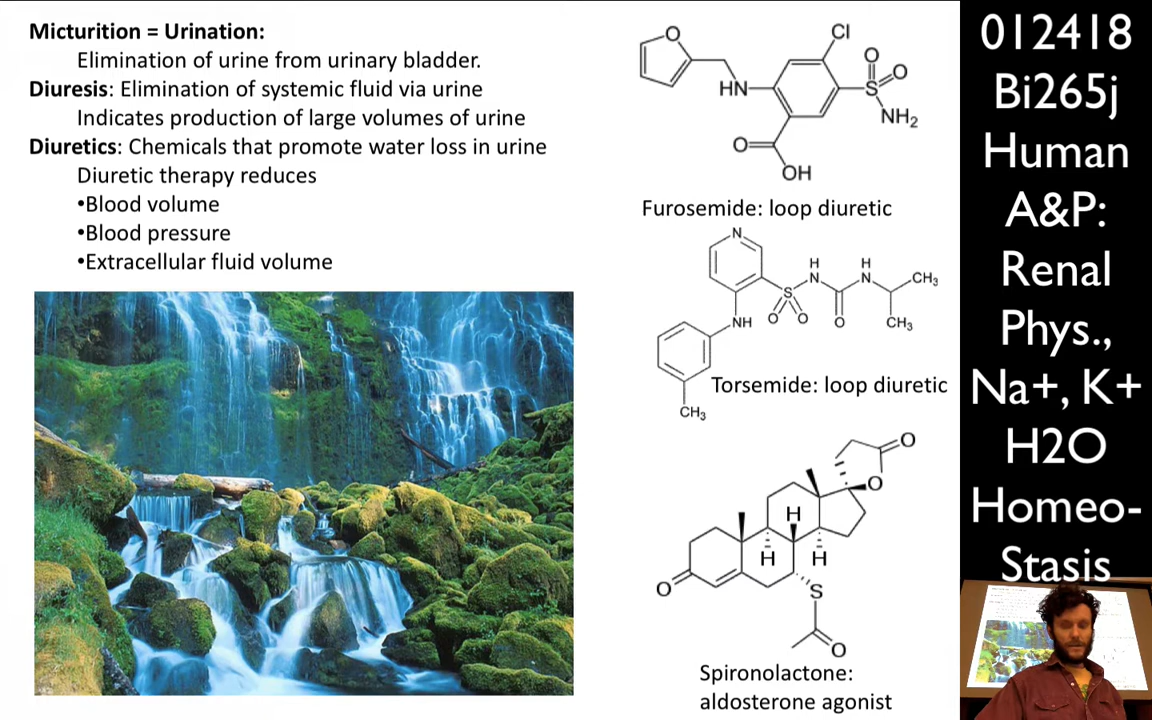 Micturition = Urination:
Elimination of urine from urinary bladder.
Diuresis: Elimination of systemic fluid via urine
Indicates production of large volumes of urine
Diuretics: Chemicals that promote water loss in urine
Diuretic therapy reduces
•Blood volume
•Blood pressure
•Extracellular fluid volume
O
Cl
HN
O
S
O
NH2
O
OH
Furosemide: loop diuretic
N
H
N
H
N
CH3
S
O
O
O
CH3
NH
CH3
Torsemide: loop diuretic
O
O
H
H
H
O
S
O
Spironolactone:
aldosterone agonist
012418
Bi265j
Human
A&P:
Renal
Phys.,
Na+, K+
H2O
Homeo-
Stasis